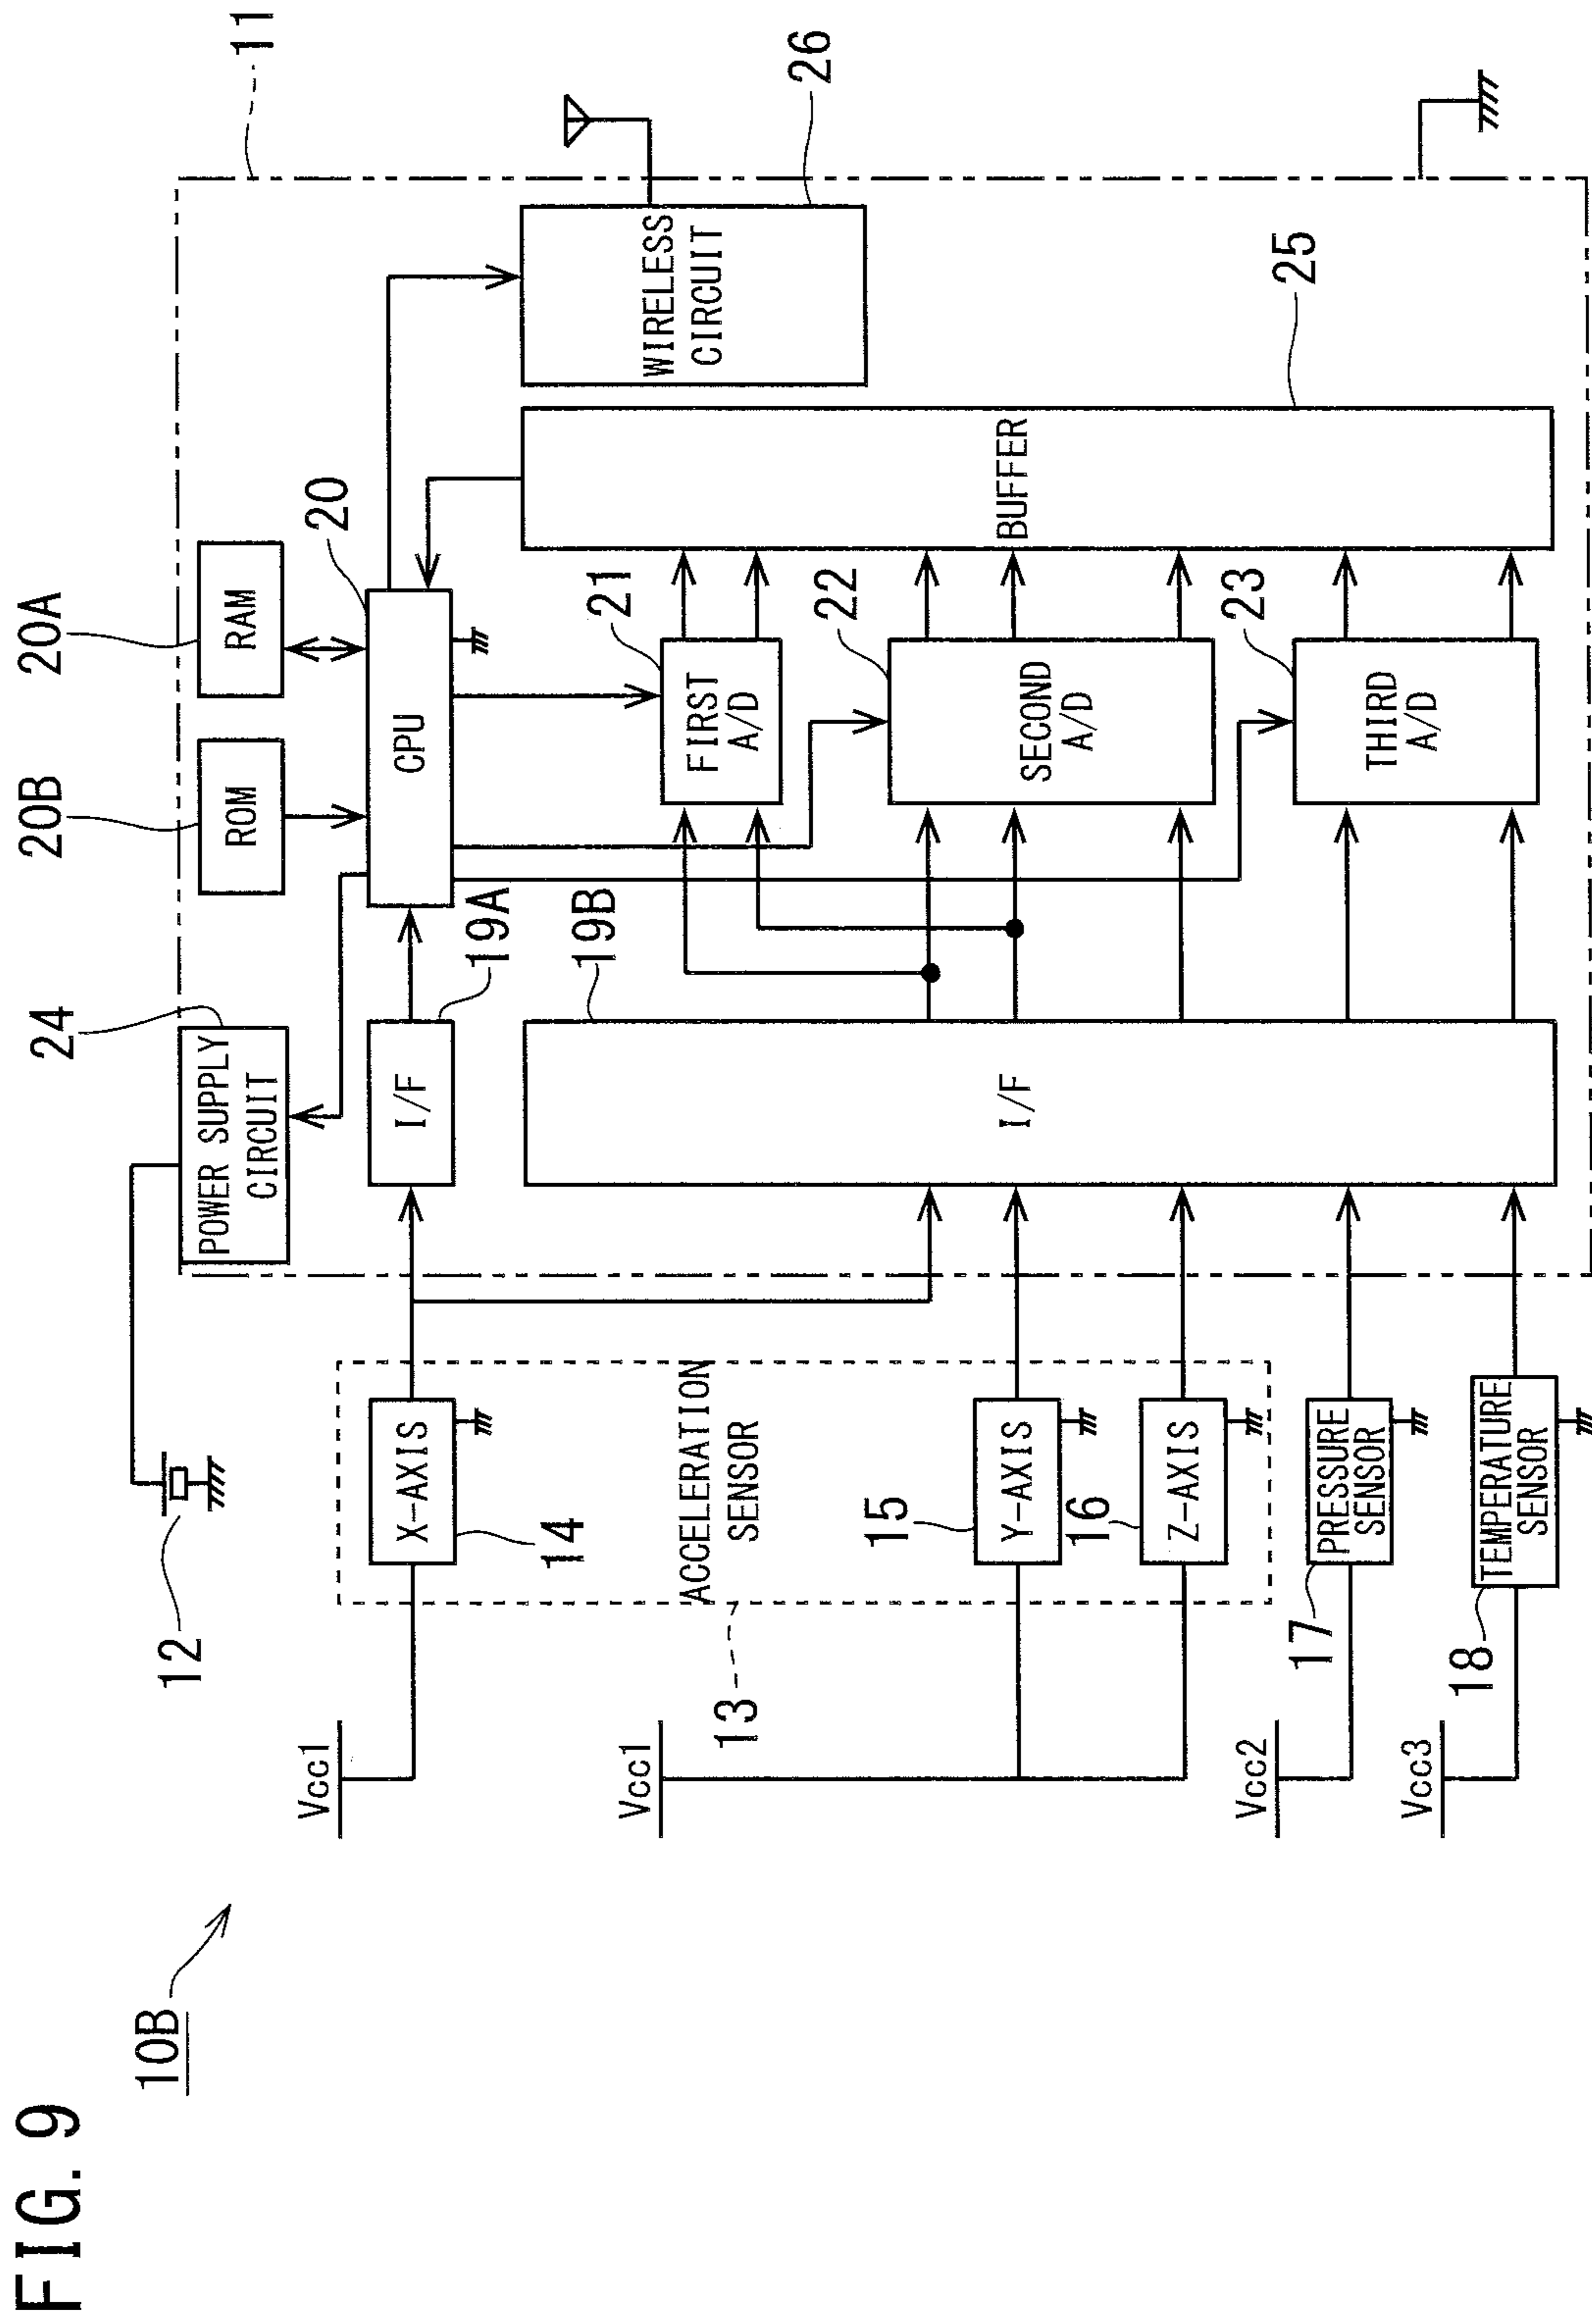 FIG. 9
10B
12
24
20B
20A
11
POWER SUPPLY
CIRCUIT
ROM
RAM
20
Vcc1
X-AXIS
14
I/F
19A
CPU
26
WIRELESS
CIRCUIT
Vcc1
13
ACCELERATION
SENSOR
19B
21
FIRST
A/D
15
Y-AXIS
I/F
22
SECOND
A/D
BUFFER
25
16
Z-AXIS
Vcc2
17
PRESSURE
SENSOR
23
THIRD
A/D
Vcc3
18
TEMPERATURE
SENSOR